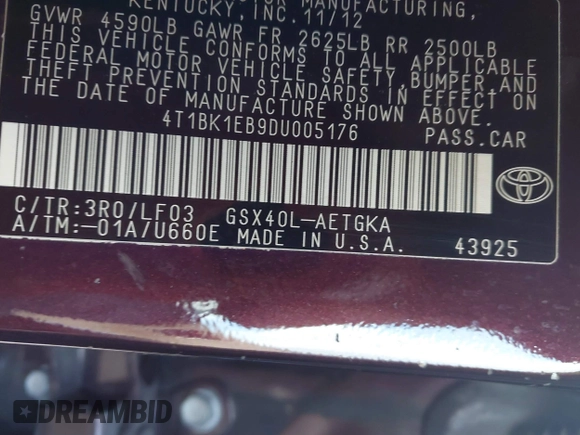 MANUFACTURING,
KENTUCKY, INC. 11/12
GVWR 4590LB GAWR FR 2625LB RR 2500LB
THIS VEHICLE CONFORMS TO ALL APPLICABLE
FEDERAL MOTOR VEHICLE SAFETY, BUMPER, AND
THEFT PREVENTION STANDARDS IN EFFECT ON
THE DATE OF MANUFACTURE SHOWN ABOVE.
4T1BK1EB9DU005176 PASS.CAR
C/TR:3R0/LF03 GSX40L-AETGKA
A/TM:-01A/U660E MADE IN U.S.A. 43925
DREAMBID